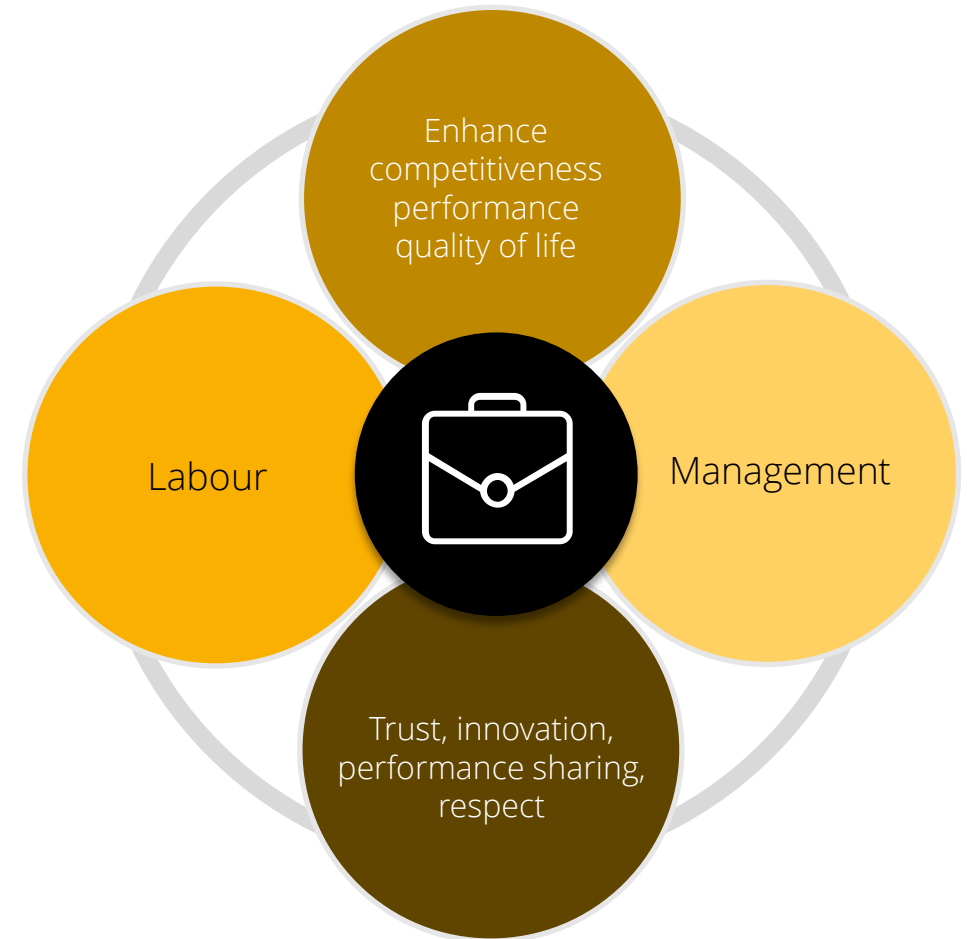 Enhance
competitiveness
performance
quality of life
Labour
Management
Trust, innovation,
performance sharing,
respect